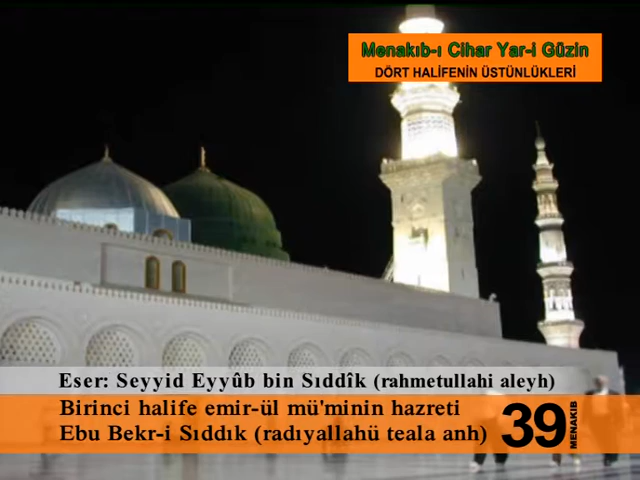 Menakıb-ı Cihar Yar-i Güzin
DÖRT HALİFENİN ÜSTÜNLÜKLERİ
Eser: Seyyid Eyyûb bin Sıddîk (rahmetullahi aleyh)
Birinci halife emir-ül mü'minin hazreti
Ebu Bekr-i Sıddık (radıyallahü teala anh)
39
MENAKIB